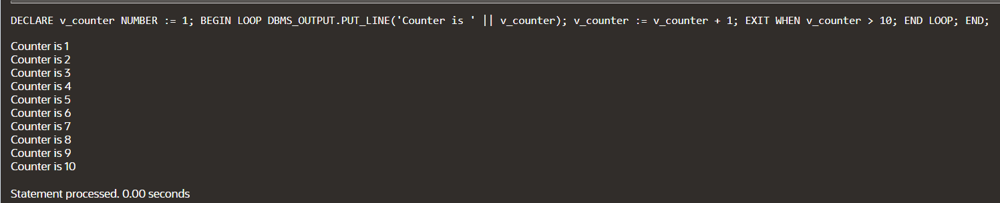 DECLARE v_counter NUMBER := 1; BEGIN LOOP DBMS_OUTPUT.PUT_LINE('Counter is ' || v_counter); v_counter := v_counter + 1; EXIT WHEN v_counter > 10; END LOOP; END;
Counter is 1
Counter is 2
Counter is 3
Counter is 4
Counter is 5
Counter is 6
Counter is 7
Counter is 8
Counter is 9
Counter is 10
Statement processed. 0.00 seconds